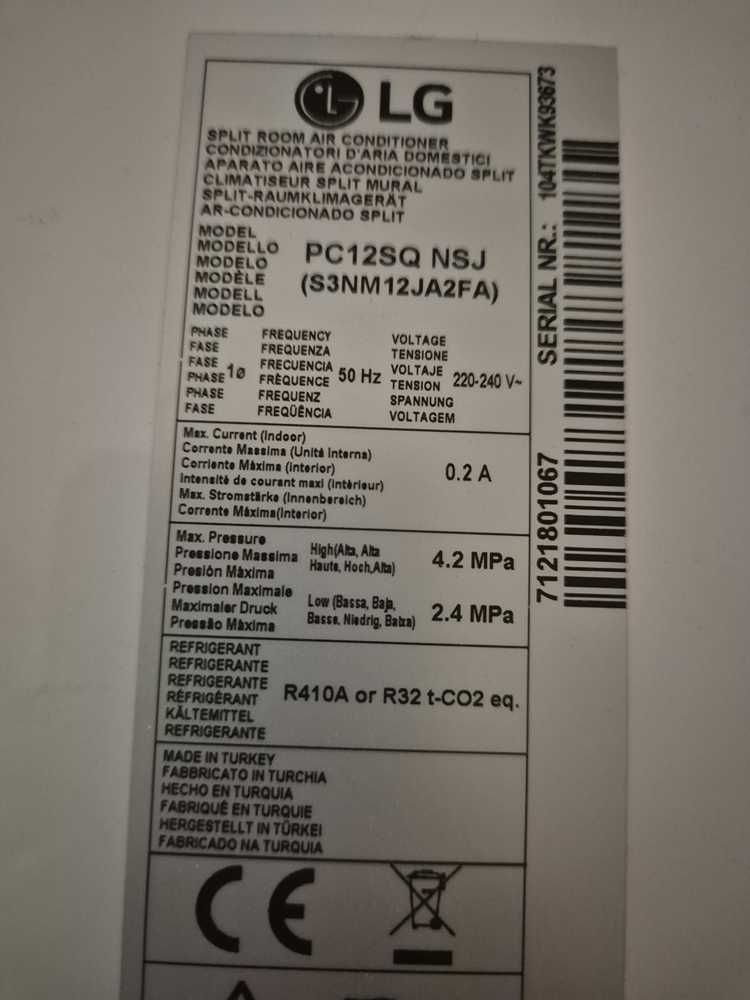 LG
SPLIT ROOM AIR CONDITIONER
CONDIZIONATORI D'ARIA DOMESTICI
APARATO AIRE ACONDICIONADO SPLIT
CLIMATISEUR SPLIT MURAL
SPLIT-RAUMKLIMAGERÄT
AR-CONDICIONADO SPLIT
MODEL
MODELLO
MODELO
MODÈLE
MODELL
MODELO
PC12SQ NSJ
(S3NM12JA2FA)
PHASE
FASE
FASE
PHASE
PHASE
FASE
1ø
FREQUENCY
FREQUENZA
FRECUENCIA
FRÈQUENCE
FREQUENZ
FREQÜÊNCIA
50 Hz
VOLTAGE
TENSIONE
VOLTAJE
TENSION
SPANNUNG
VOLTAGEM
220-240 V~
Max. Current (Indoor)
Corrente Massima (Unità Interna)
Corriente Màxima (Interior)
Intensité de courant maxi (Intérieur)
Max. Stromstärke (Innenbereich)
Corrente Máxima(Interior)
0.2 A
Max. Pressure
Pressione Massima
Presión Màxima
Pression Maximale
Maximaler Druck
Pressão Màxima
High(Alta, Alta
Haute, Hoch,Alta)
4.2 MPa
Low (Bassa, Baja,
Basse, Niedrig, Baixa)
2.4 MPa
REFRIGERANT
REFRIGERANTE
REFRIGERANTE
RÉFRIGÉRANT
KÄLTEMITTEL
REFRIGERANTE
R410A or R32 t-CO2 eq.
MADE IN TURKEY
FABBRICATO IN TURCHIA
HECHO EN TURQUIA
FABRIQUÉ EN TURQUIE
HERGESTELLT IN TÜRKEI
FABRICADO NA TURQUIA
CE
SERIAL NR.: 104TKWK93673
7121801067